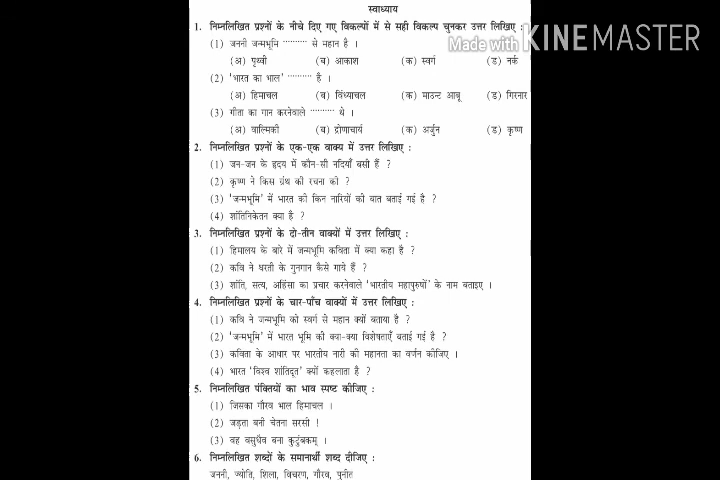 स्वाध्याय
1. निम्नलिखित प्रश्नों के नीचे दिए गए विकल्पों में से सही विकल्प चुनकर उत्तर लिखिए :
(1) जननी जन्मभूमि ·········· से महान है ।
(अ) पृथ्वी (ब) आकाश (क) स्वर्ग (ड) नर्क
(2) 'भारत का भाल' ·········· है ।
(अ) हिमाचल (ब) विंध्याचल (क) माउन्ट आबू (ड) गिरनार
(3) गीता का गान करनेवाले ·········· थे ।
(अ) वाल्मिकी (ब) द्रोणाचार्य (क) अर्जुन (ड) कृष्ण
2. निम्नलिखित प्रश्नों के एक-एक वाक्य में उत्तर लिखिए :
(1) जन-जन के हृदय में कौन-सी नदियाँ बसी हैं ?
(2) कृष्ण ने किस ग्रंथ की रचना की ?
(3) 'जन्मभूमि' में भारत की किन नारियों की बात बताई गई है ?
(4) शांतिनिकेतन क्या है ?
3. निम्नलिखित प्रश्नों के दो-तीन वाक्यों में उत्तर लिखिए :
(1) हिमालय के बारे में जन्मभूमि कविता में क्या कहा है ?
(2) कवि ने धरती के गुनगान कैसे गाये हैं ?
(3) शांति, सत्य, अहिंसा का प्रचार करनेवाले 'भारतीय महापुरुषों' के नाम बताइए ।
4. निम्नलिखित प्रश्नों के चार-पाँच वाक्यों में उत्तर लिखिए :
(1) कवि ने जन्मभूमि को स्वर्ग से महान क्यों बताया है ?
(2) 'जन्मभूमि' में भारत भूमि की क्या-क्या विशेषताएँ बताई गई है ?
(3) कविता के आधार पर भारतीय नारी की महानता का वर्णन कीजिए ।
(4) भारत 'विश्व शांतिदूत' क्यों कहलाता है ?
5. निम्नलिखित पंक्तियों का भाव स्पष्ट कीजिए :
(1) जिसका गौरव भाल हिमाचल ।
(2) जड़ता बनी चेतना सरसी !
(3) वह वसुधैव बना कुटुंबकम् ।
6. निम्नलिखित शब्दों के समानार्थी शब्द दीजिए :
जननी, ज्योति, शिला, विचरण, गौरव, पुनीत
Made with KINEMASTER